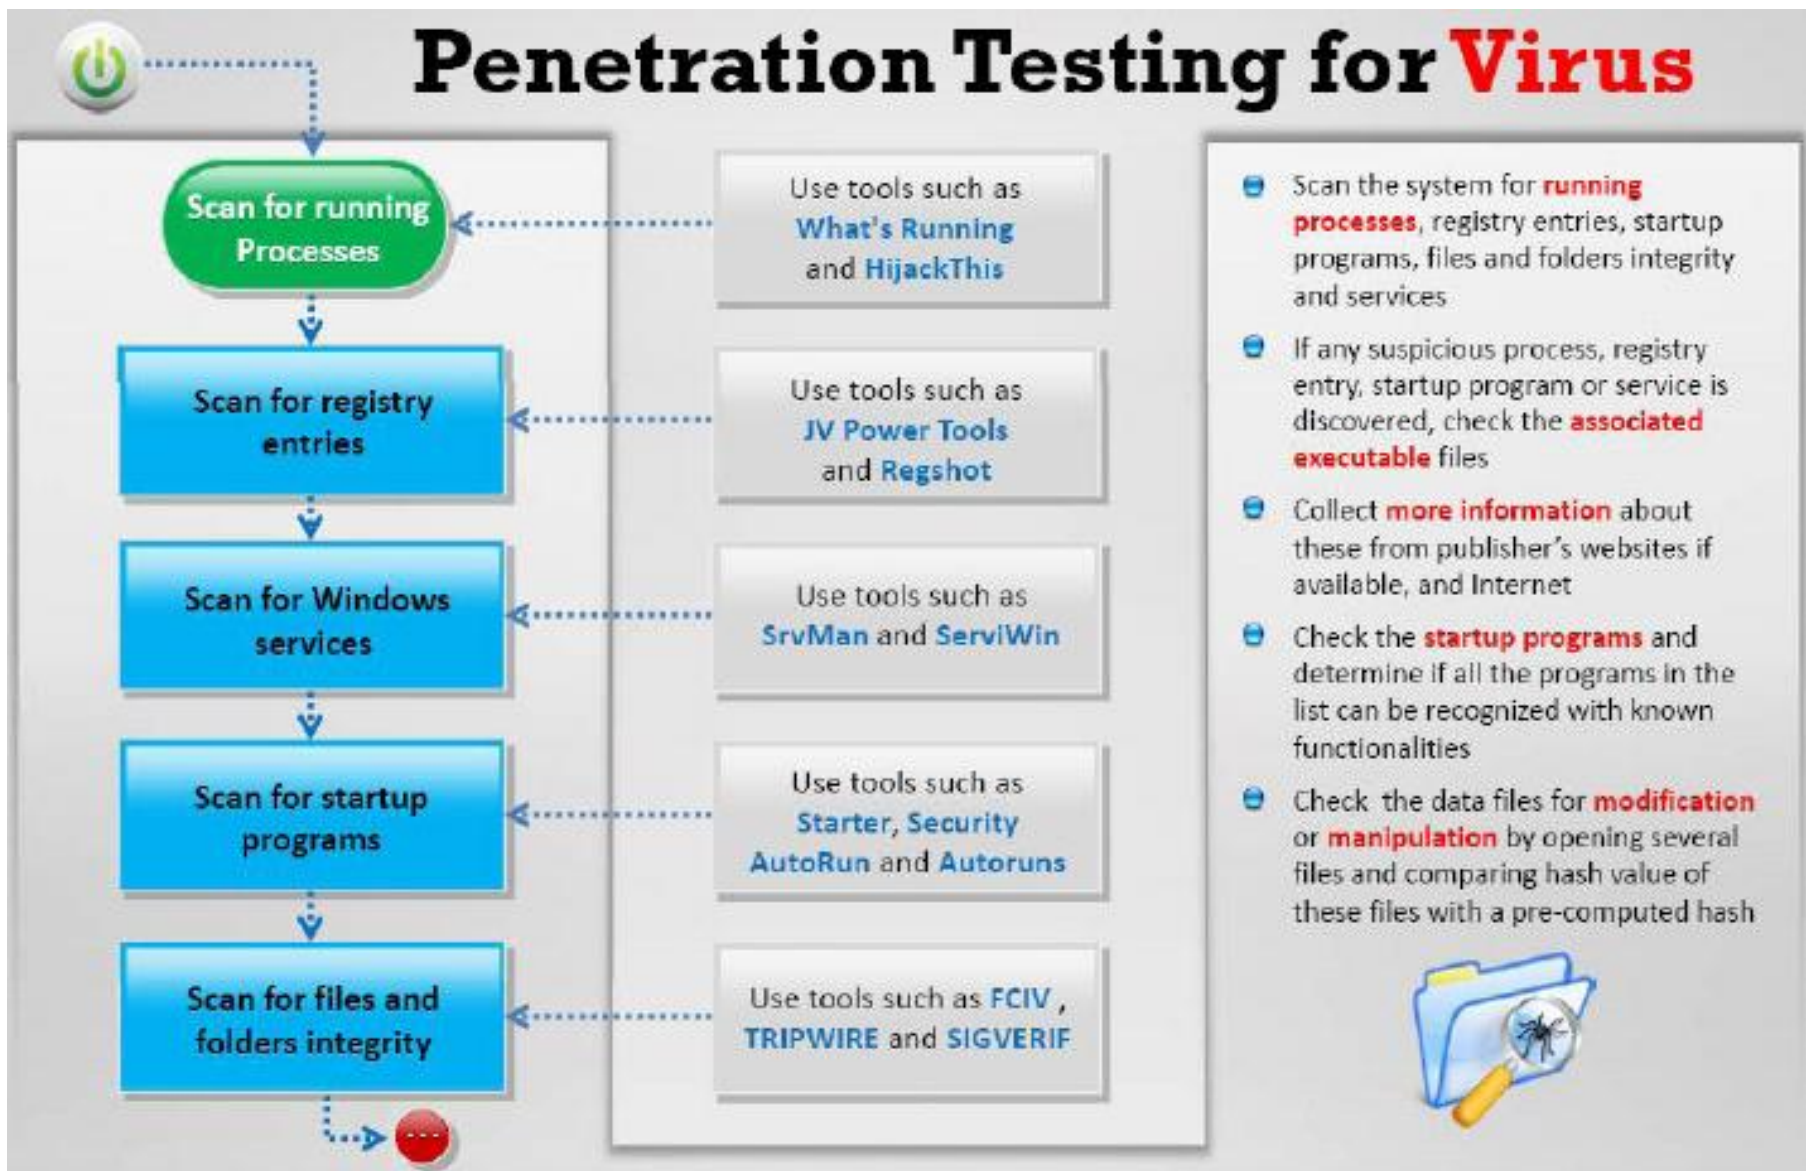 Penetration Testing for Virus
Scan for running
Processes
Use tools such as
What's Running
and HijackThis
Scan for registry
entries
Use tools such as
JV Power Tools
and Regshot
Scan for Windows
services
Use tools such as
SrvMan and ServiWin
Scan for startup
programs
Use tools such as
Starter, Security
AutoRun and Autoruns
Scan for files and
folders integrity
Use tools such as FCIV ,
TRIPWIRE and SIGVERIF
Scan the system for running
processes, registry entries, startup
programs, files and folders integrity
and services
If any suspicious process, registry
entry, startup program or service is
discovered, check the associated
executable files
Collect more information about
these from publisher's websites if
available, and Internet
Check the startup programs and
determine if all the programs in the
list can be recognized with known
functionalities
Check the data files for modification
or manipulation by opening several
files and comparing hash value of
these files with a pre-computed hash